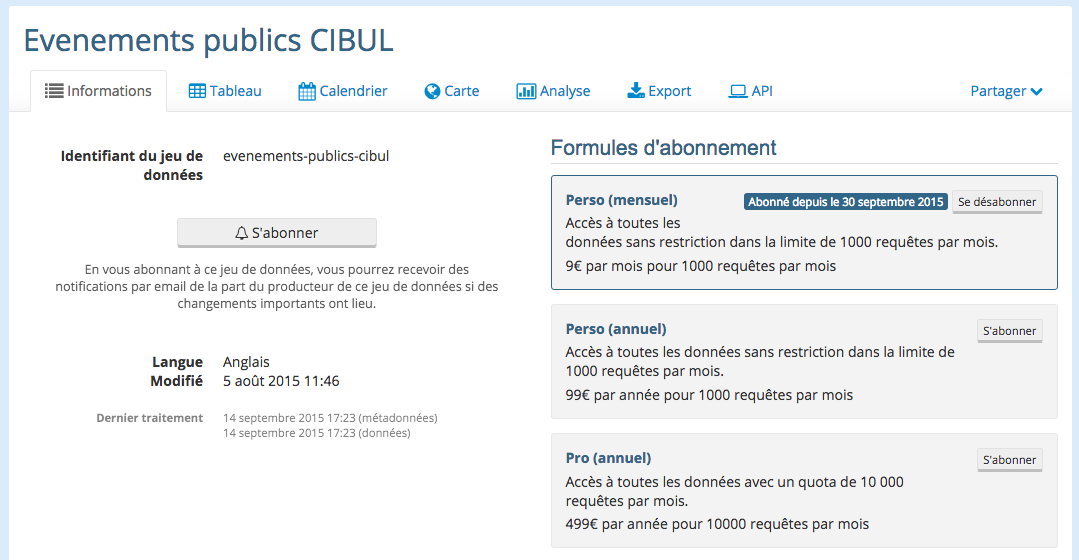 Evenements publics CIBUL
Informations
Tableau
Calendrier
Carte
Analyse
Export
API
Partager
Identifiant du jeu de
données
evenements-publics-cibul
S'abonner
En vous abonnant à ce jeu de données, vous pourrez recevoir des
notifications par email de la part du producteur de ce jeu de données si des
changements importants ont lieu.
Langue Anglais
Modifié 5 août 2015 11:46
Dernier traitement 14 septembre 2015 17:23 (métadonnées)
14 septembre 2015 17:23 (données)
Formules d'abonnement
Perso (mensuel) Abonné depuis le 30 septembre 2015 Se désabonner
Accès à toutes les
données sans restriction dans la limite de 1000 requêtes par mois.
9€ par mois pour 1000 requêtes par mois
Perso (annuel) S'abonner
Accès à toutes les données sans restriction dans la limite de
1000 requêtes par mois.
99€ par année pour 1000 requêtes par mois
Pro (annuel) S'abonner
Accès à toutes les données avec un quota de 10 000
requêtes par mois.
499€ par année pour 10000 requêtes par mois